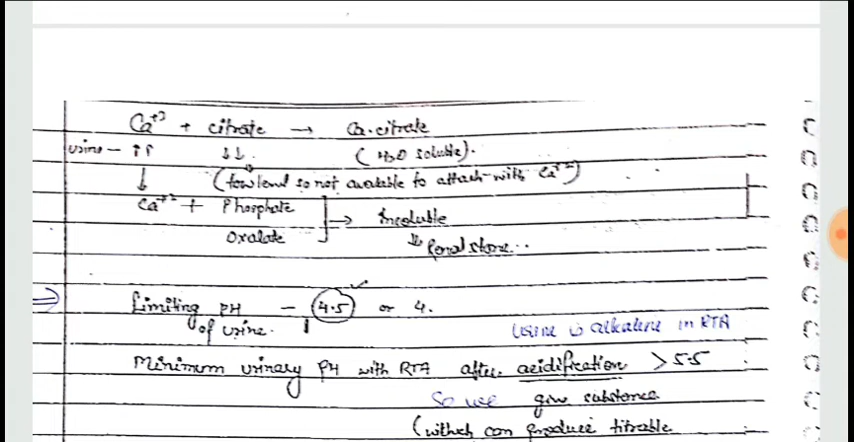 Ca+2 + citrate → Ca.citrate
urine - ↑↑ ↓↓ (H2O soluble).
↓ (low level so not available to attach with Ca+2)
Ca+2 + Phosphate → insoluble
Oxalate ⇓ Renal stone..
⇒ Limiting PH - 4.5 or 4.
of urine.
Urine is alkaline in RTA
Minimum urinary PH with RTA after acidification > 5.5
So we give substance
(which can produce titrable